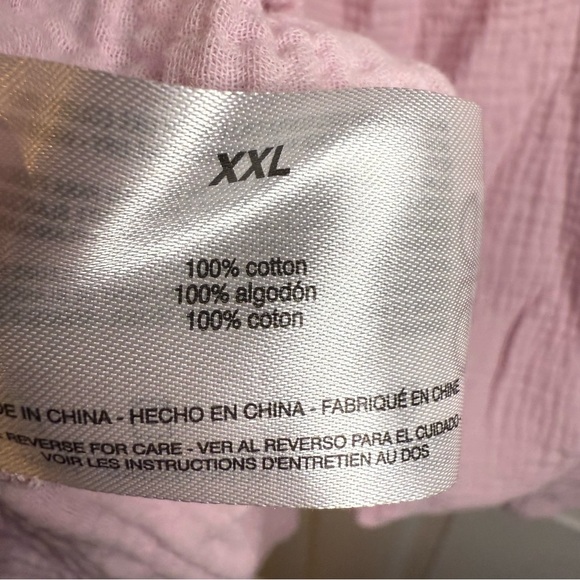 XXL
100% cotton
100% algodón
100% coton
DE IN CHINA - HECHO EN CHINA - FABRIQUÉ EN CHINE
REVERSE FOR CARE - VER AL REVERSO PARA EL CUIDADO -
VOIR LES INSTRUCTIONS D'ENTRETIEN AU DOS